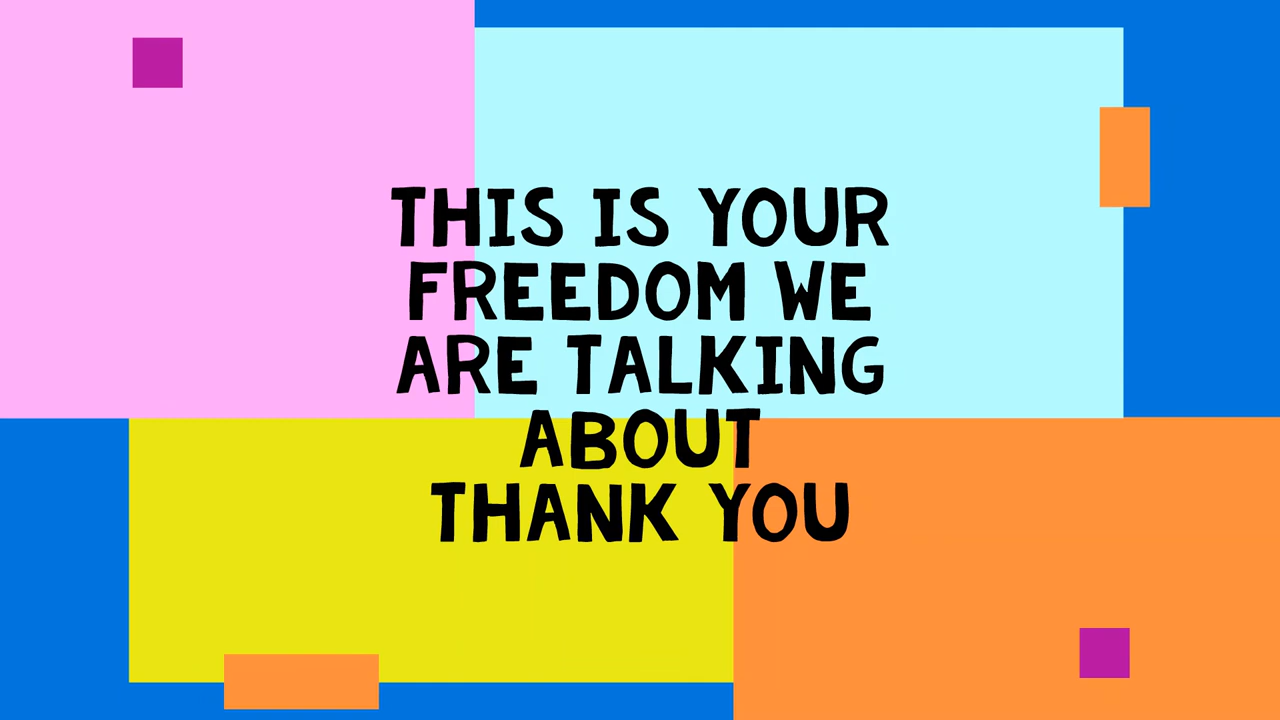 THIS IS YOUR
FREEDOM WE
ARE TALKING
ABOUT
THANK YOU